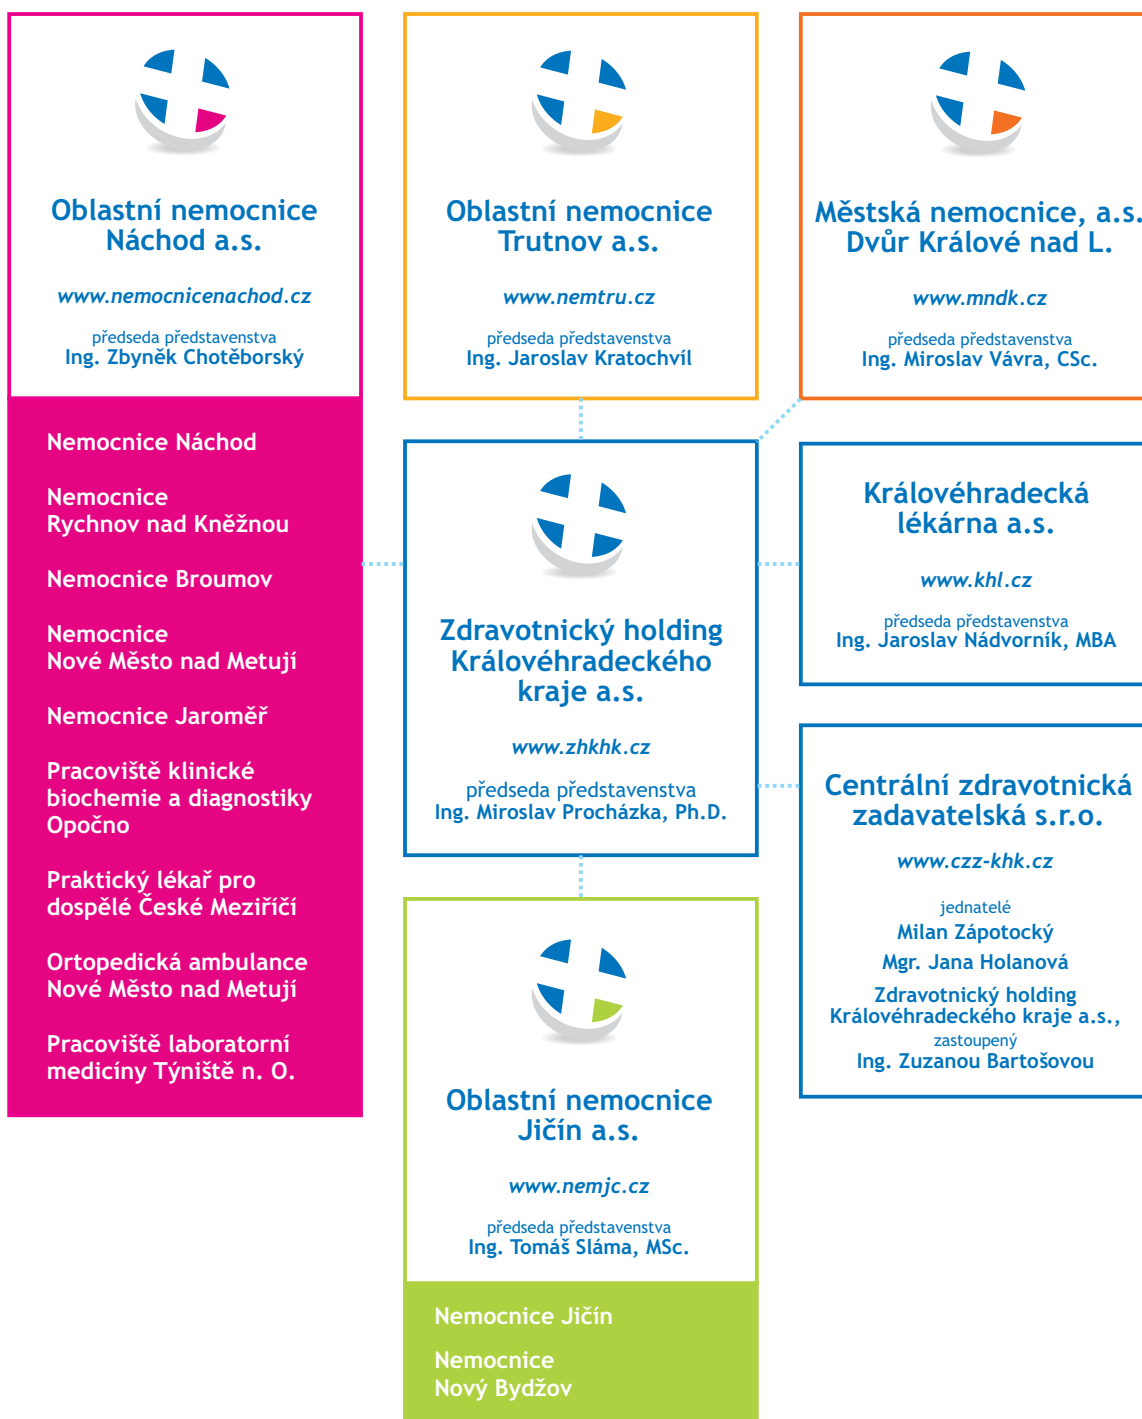 Oblastní nemocnice
Náchod a.s.
www.nemocnicenachod.cz
předseda představenstva
Ing. Zbyněk Chotěborský
Nemocnice Náchod
Nemocnice
Rychnov nad Kněžnou
Nemocnice Broumov
Nemocnice
Nové Město nad Metují
Nemocnice Jaroměř
Pracoviště klinické
biochemie a diagnostiky
Opočno
Praktický lékař pro
dospělé České Meziříčí
Ortopedická ambulance
Nové Město nad Metují
Pracoviště laboratorní
medicíny Týniště n. O.
Oblastní nemocnice
Trutnov a.s.
www.nemtru.cz
předseda představenstva
Ing. Jaroslav Kratochvíl
Zdravotnický holding
Královéhradeckého
kraje a.s.
www.zhkhk.cz
předseda představenstva
Ing. Miroslav Procházka, Ph.D.
Oblastní nemocnice
Jičín a.s.
www.nemjc.cz
předseda představenstva
Ing. Tomáš Sláma, MSc.
Nemocnice Jičín
Nemocnice
Nový Bydžov
Městská nemocnice, a.s.
Dvůr Králové nad L.
www.mndk.cz
předseda představenstva
Ing. Miroslav Vávra, CSc.
Královéhradecká
lékárna a.s.
www.khl.cz
předseda představenstva
Ing. Jaroslav Nádvorník, MBA
Centrální zdravotnická
zadavatelská s.r.o.
www.czz-khk.cz
jednatelé
Milan Zápotocký
Mgr. Jana Holanová
Zdravotnický holding
Královéhradeckého kraje a.s.,
zastoupený
Ing. Zuzanou Bartošovou